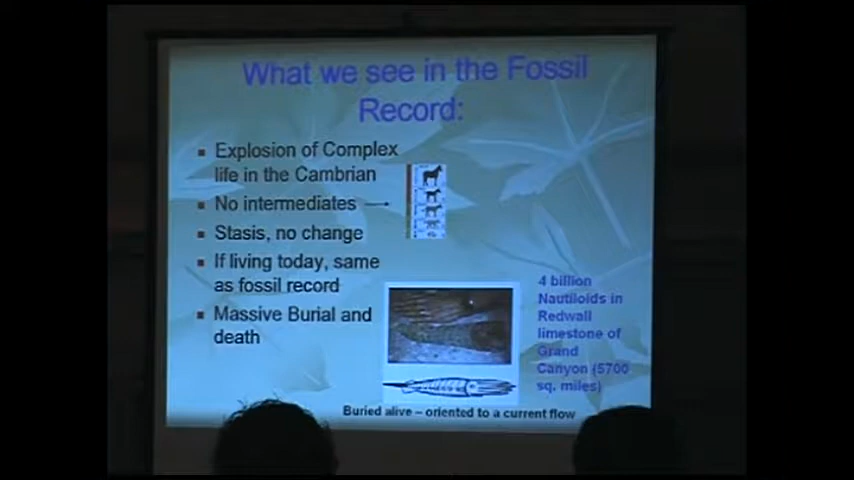 What we see in the Fossil
Record:
Explosion of Complex
life in the Cambrian
No intermediates
Stasis, no change
If living today, same
as fossil record
Massive Burial and
death
4 billion
Nautiloids in
Redwall
limestone of
Grand
Canyon (5700
sq. miles)
Buried alive – oriented to a current flow